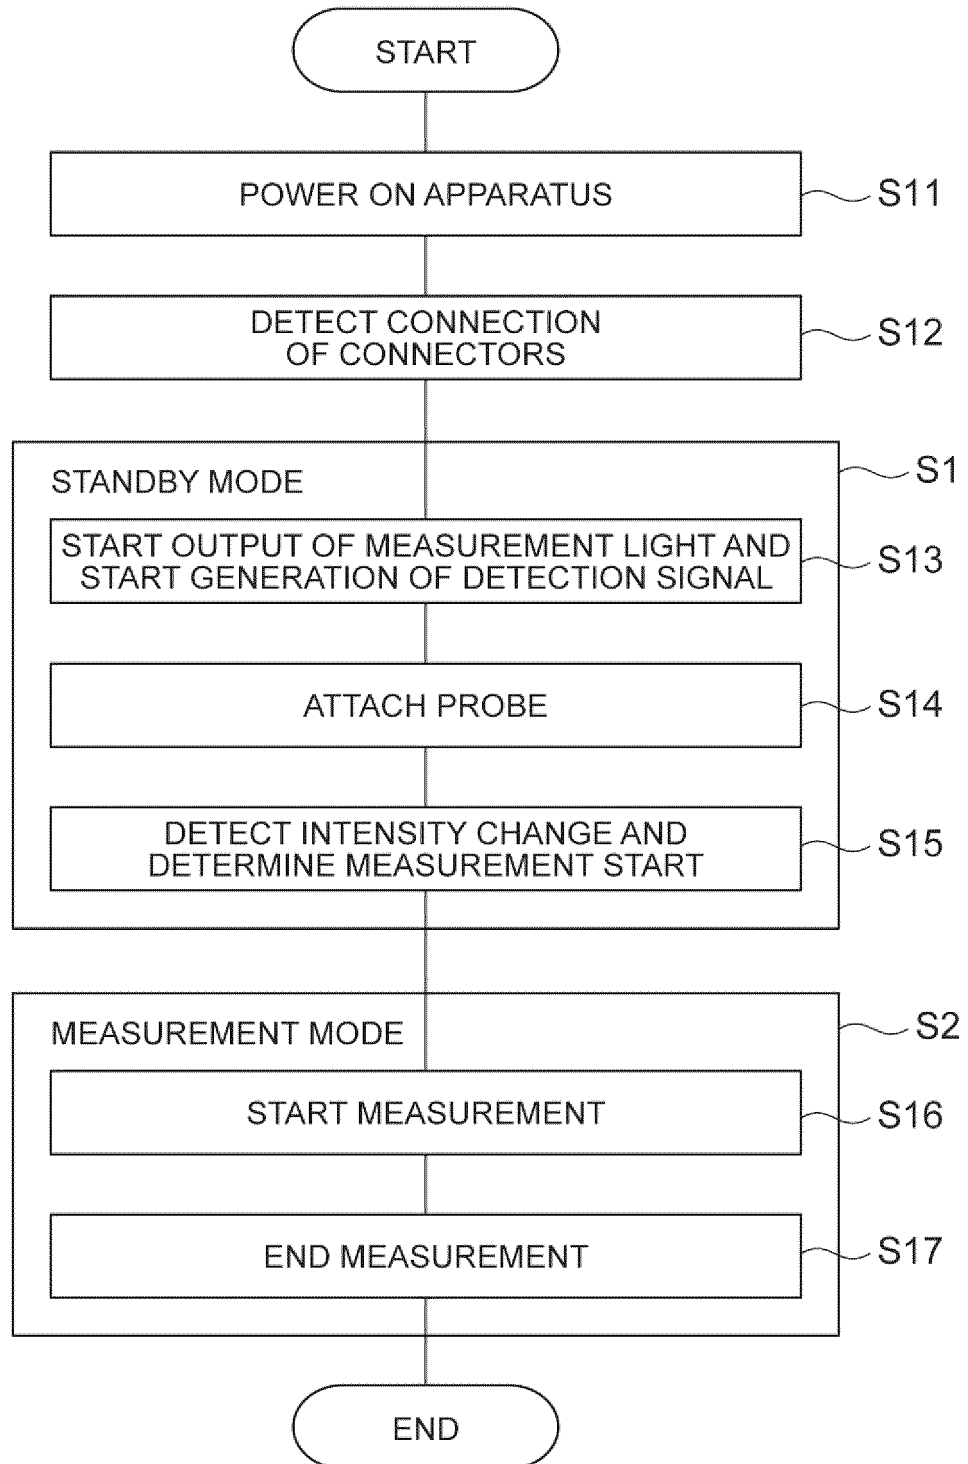 START
POWER ON APPARATUS
S11
DETECT CONNECTION
OF CONNECTORS
S12
STANDBY MODE
S1
START OUTPUT OF MEASUREMENT LIGHT AND
START GENERATION OF DETECTION SIGNAL
S13
ATTACH PROBE
S14
DETECT INTENSITY CHANGE AND
DETERMINE MEASUREMENT START
S15
MEASUREMENT MODE
S2
START MEASUREMENT
S16
END MEASUREMENT
S17
END